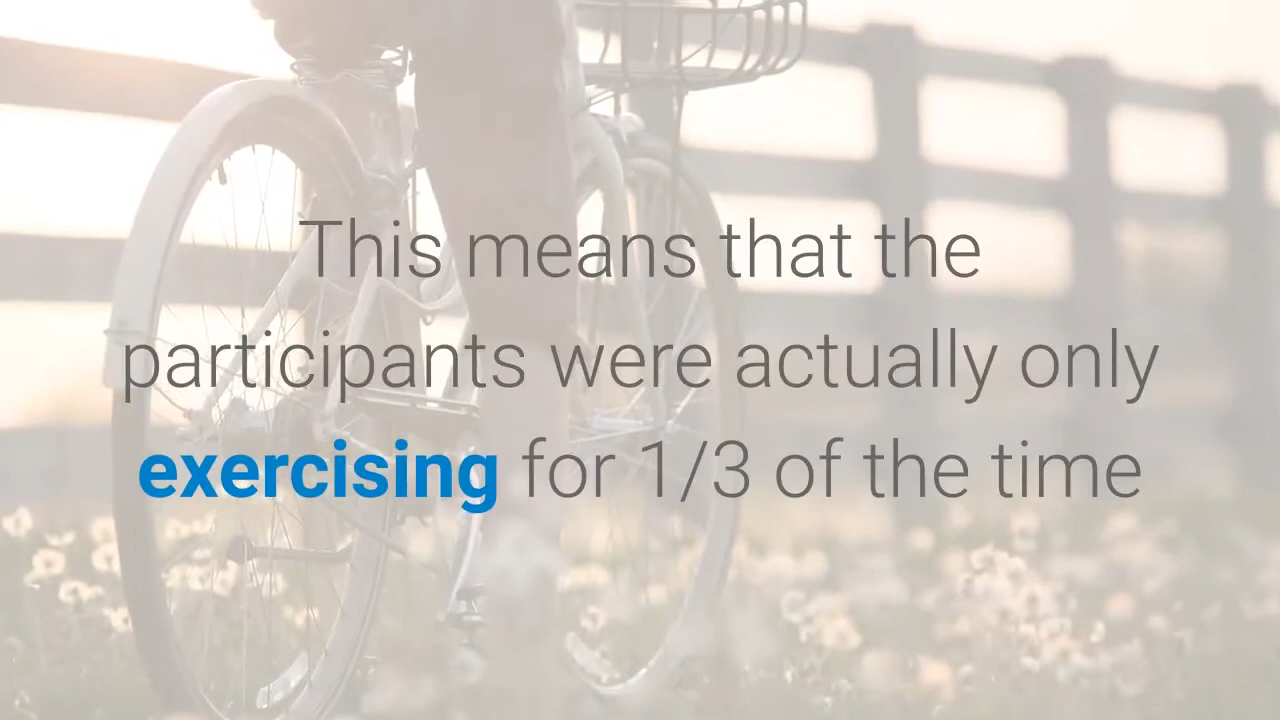 This means that the
participants were actually only
exercising for 1/3 of the time